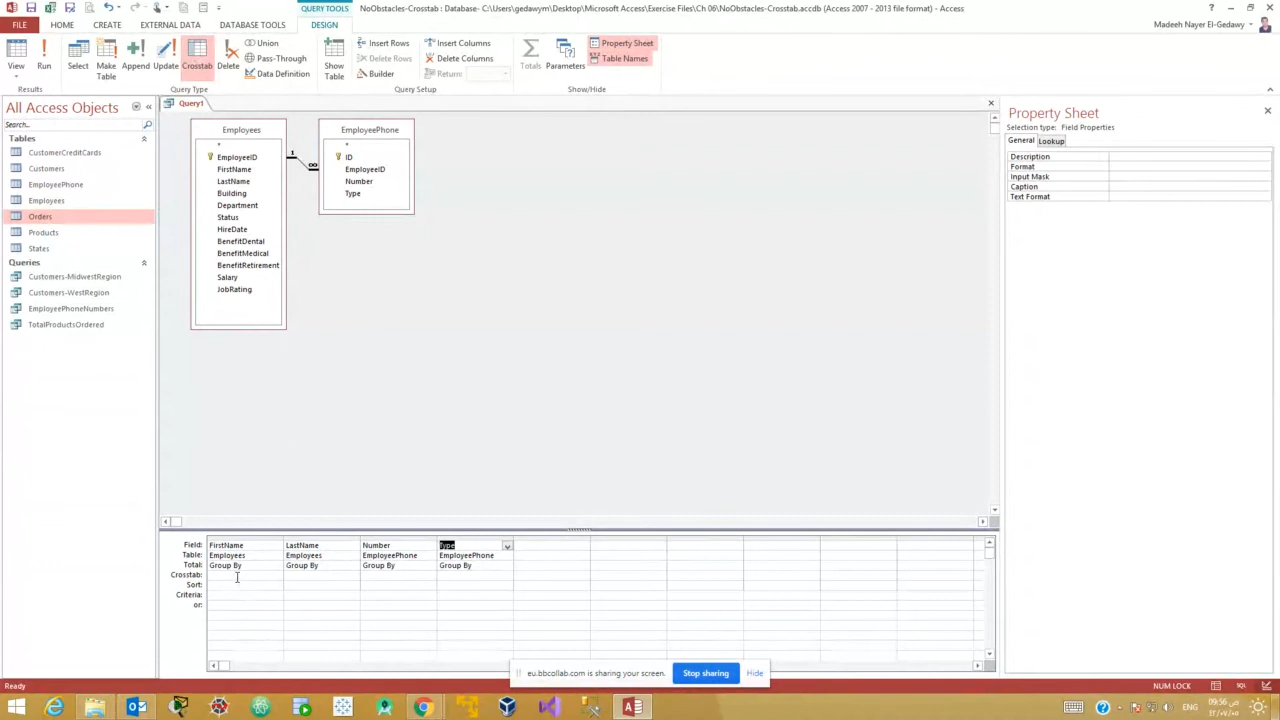 QUERY TOOLS
NoObstacles-Crosstab : Database- C:\Users\gedawym\Desktop\Microsoft Access\Exercise Files\Ch 06\NoObstacles-Crosstab.accdb (Access 2007 - 2013 file format) - Access
FILE HOME CREATE EXTERNAL DATA DATABASE TOOLS DESIGN
Madeeh Nayer El-Gedawy
View Run Select Make Table Append Update Crosstab Delete
Union
Pass-Through
Data Definition
Show Table
Insert Rows
Delete Rows
Builder
Insert Columns
Delete Columns
Return:
Totals Parameters
Property Sheet
Table Names
Results Query Type Query Setup Show/Hide
All Access Objects
Search...
Tables
CustomerCreditCards
Customers
EmployeePhone
Employees
Orders
Products
States
Queries
Customers-MidwestRegion
Customers-WestRegion
EmployeePhoneNumbers
TotalProductsOrdered
Query1
Employees
*
EmployeeID
FirstName
LastName
Building
Department
Status
HireDate
BenefitDental
BenefitMedical
BenefitRetirement
Salary
JobRating
1
∞
EmployeePhone
*
ID
EmployeeID
Number
Type
Property Sheet
Selection type: Field Properties
General Lookup
Description
Format
Input Mask
Caption
Text Format
Field: FirstName LastName Number Type
Table: Employees Employees EmployeePhone EmployeePhone
Total: Group By Group By Group By Group By
Crosstab:
Sort:
Criteria:
or:
eu.bbcollab.com is sharing your screen. Stop sharing Hide
Ready
NUM LOCK SQL
ENG